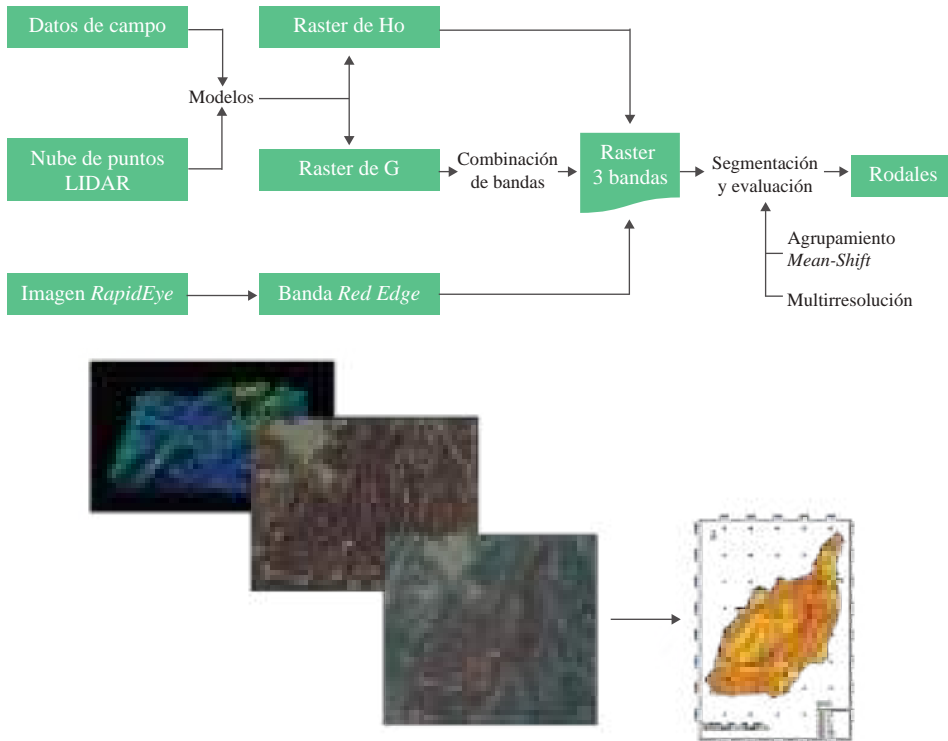 Datos de campo
Raster de Ho
Modelos
Nube de puntos
LIDAR
Raster de G
Combinación
de bandas
Raster
3 bandas
Segmentación
y evaluación
Rodales
Agrupamiento
Mean-Shift
Multirresolución
Imagen RapidEye
Banda Red Edge